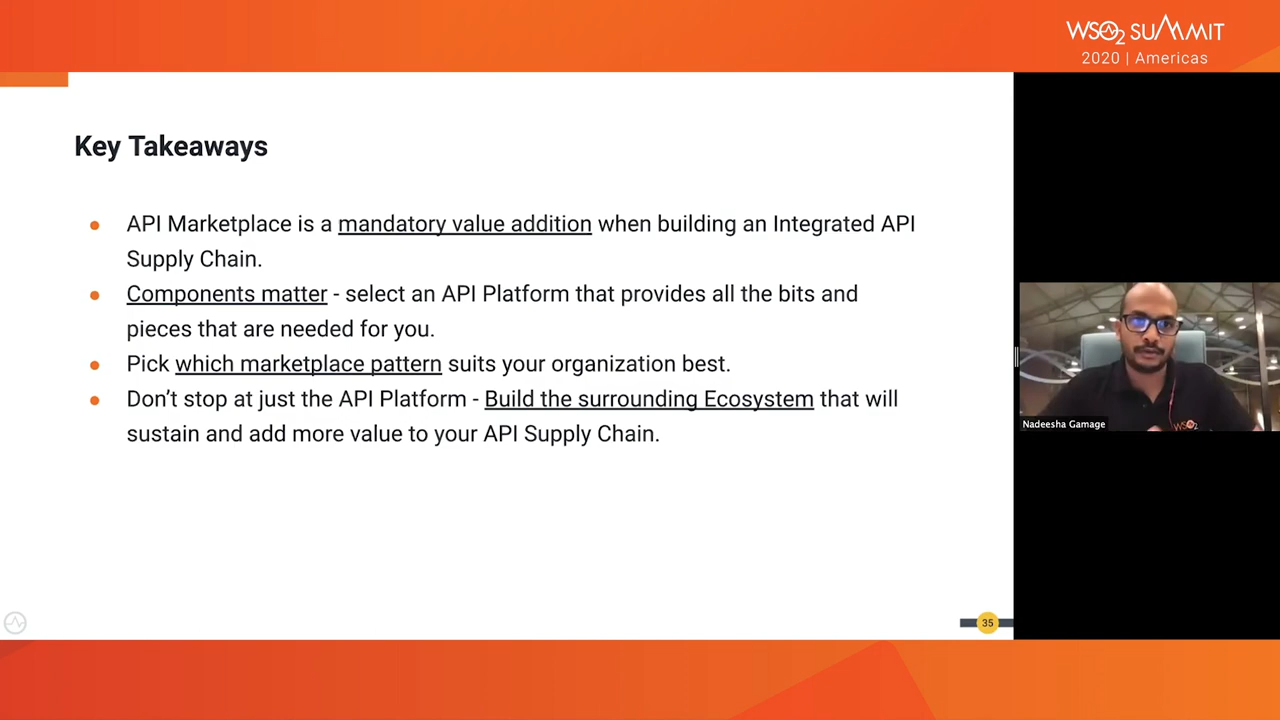 WSO2 SUMMIT
2020 | Americas
Key Takeaways
API Marketplace is a mandatory value addition when building an Integrated API
Supply Chain.
Components matter - select an API Platform that provides all the bits and
pieces that are needed for you.
Pick which marketplace pattern suits your organization best.
Don’t stop at just the API Platform - Build the surrounding Ecosystem that will
sustain and add more value to your API Supply Chain.
WSO2
Nadeesha Gamage
35